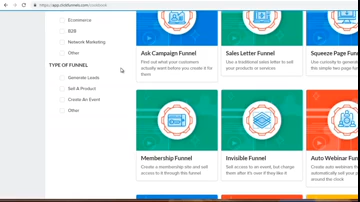 https://app.clickfunnels.com/cookbook#
Ecommerce
B2B
Network Marketing
Other
TYPE OF FUNNEL
Generate Leads
Sell A Product
Create An Event
Other
Ask Campaign Funnel
Find out what your customers
actually want before you create it for
them
Sales Letter Funnel
Use a traditional sales letter to sell
your products or services
Squeeze Page Fun
Use curiosity to genera
this simple two page fu
Membership Funnel
Create a membership site and sell
access to it through this funnel
Invisible Funnel
Sell access to an event, but charge
them after it's over if they like it
Auto Webinar Fu
Create auto webinars th
automatically sell your p
around the clock